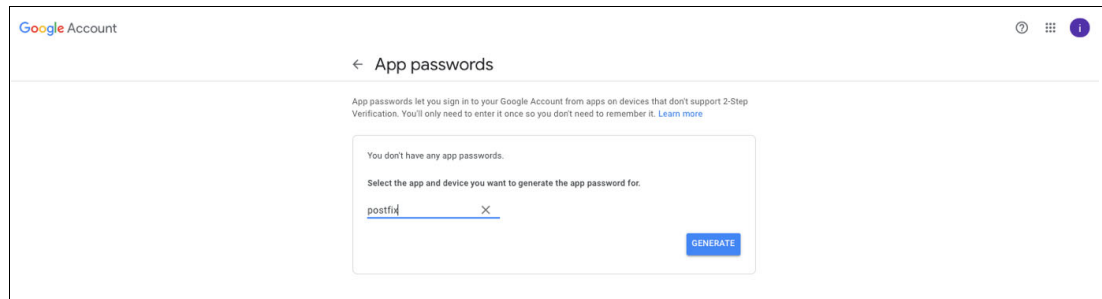 Google Account
i
App passwords
App passwords let you sign in to your Google Account from apps on devices that don't support 2-Step
Verification. You'll only need to enter it once so you don't need to remember it. Learn more
You don't have any app passwords.
Select the app and device you want to generate the app password for.
postfix
GENERATE